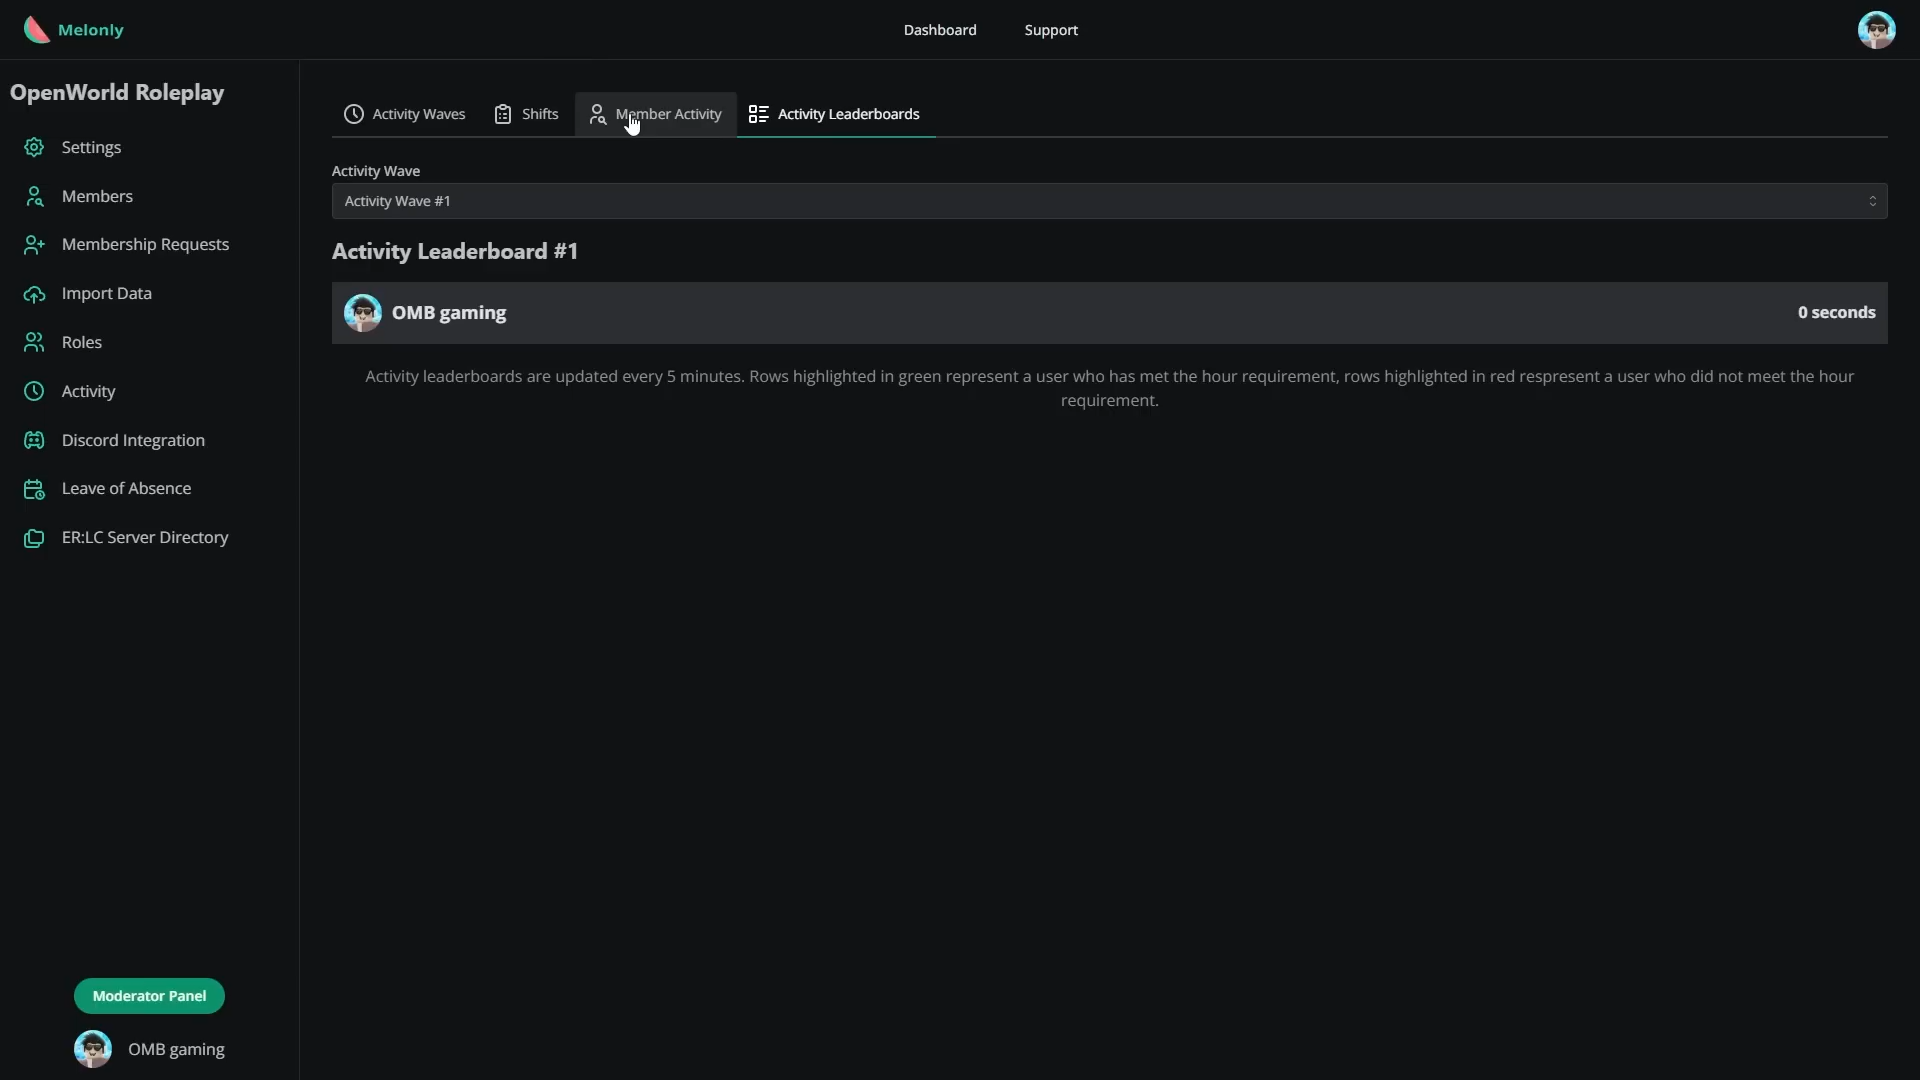 Melonly
Dashboard
Support
OpenWorld Roleplay
Settings
Members
Membership Requests
Import Data
Roles
Activity
Discord Integration
Leave of Absence
ER:LC Server Directory
Moderator Panel
OMB gaming
Activity Waves
Shifts
Member Activity
Activity Leaderboards
Activity Wave
Activity Wave #1
Activity Leaderboard #1
OMB gaming
0 seconds
Activity leaderboards are updated every 5 minutes. Rows highlighted in green represent a user who has met the hour requirement, rows highlighted in red respresent a user who did not meet the hour
requirement.